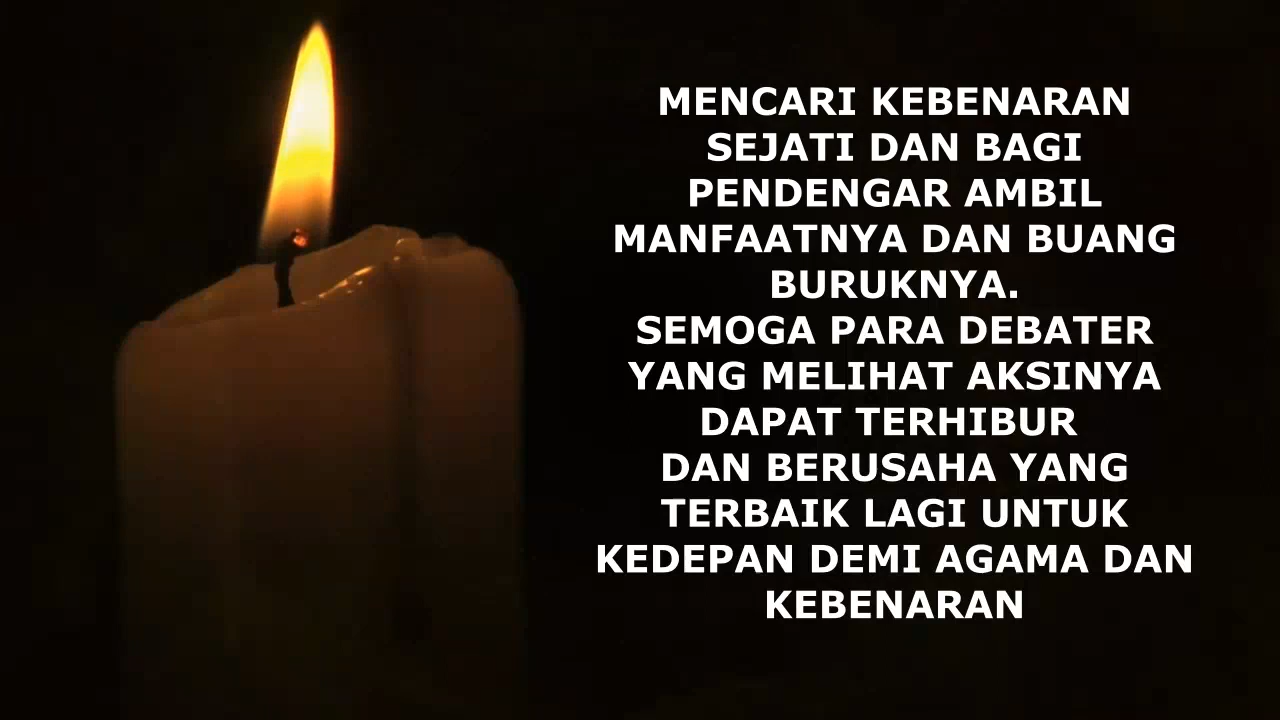 MENCARI KEBENARAN
SEJATI DAN BAGI
PENDENGAR AMBIL
MANFAATNYA DAN BUANG
BURUKNYA.
SEMOGA PARA DEBATER
YANG MELIHAT AKSINYA
DAPAT TERHIBUR
DAN BERUSAHA YANG
TERBAIK LAGI UNTUK
KEDEPAN DEMI AGAMA DAN
KEBENARAN